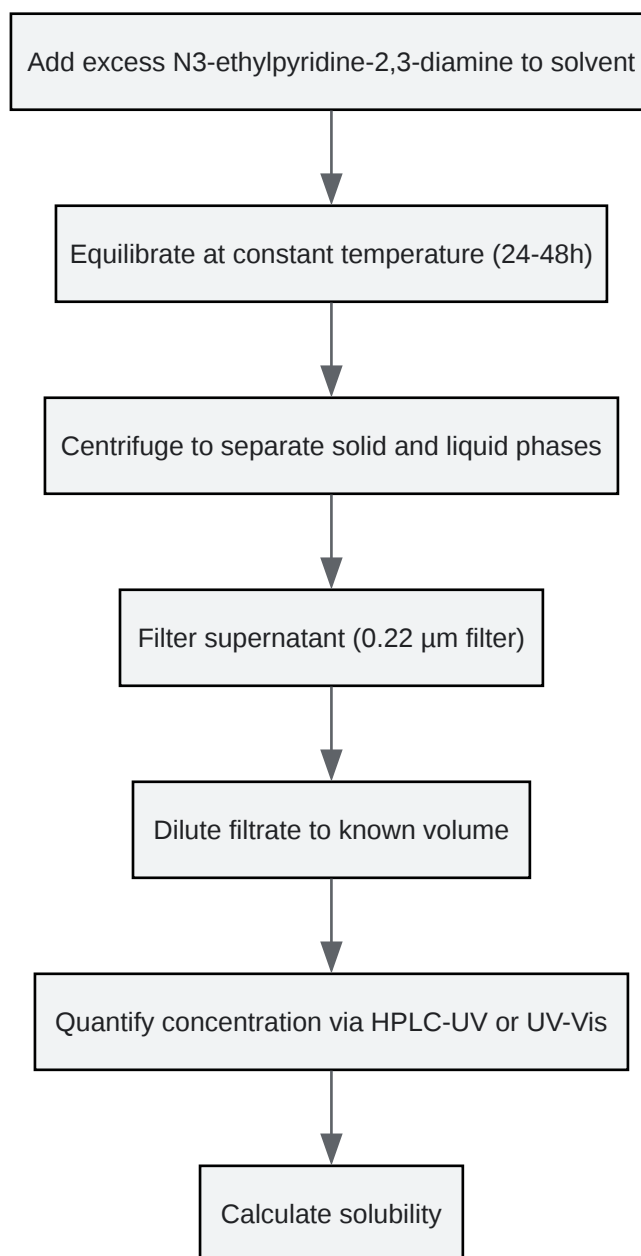 Add excess N3-ethylpyridine-2,3-diamine to solvent
Equilibrate at constant temperature (24-48h)
Centrifuge to separate solid and liquid phases
Filter supernatant (0.22 µm filter)
Dilute filtrate to known volume
Quantify concentration via HPLC-UV or UV-Vis
Calculate solubility